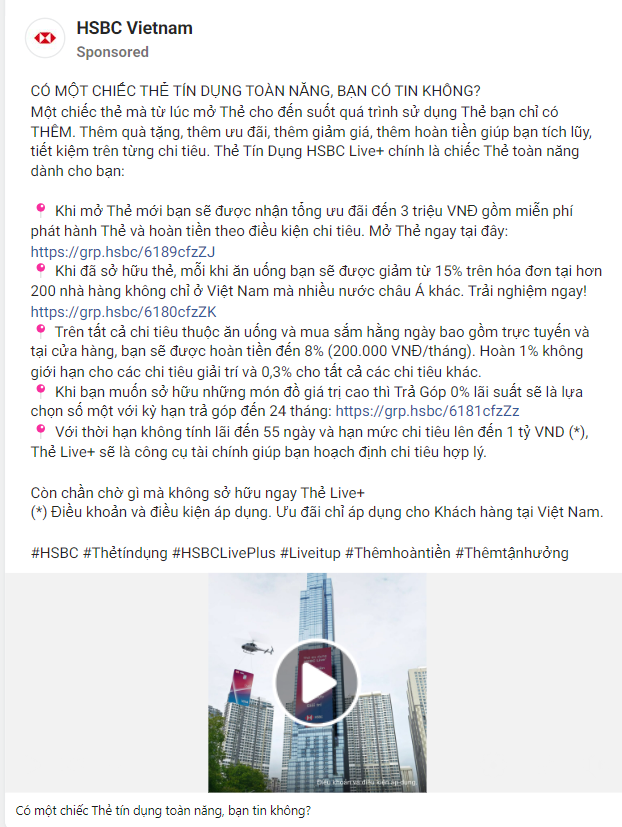 HSBC Vietnam
Sponsored
CÓ MỘT CHIẾC THẺ TÍN DỤNG TOÀN NĂNG, BẠN CÓ TIN KHÔNG?
Một chiếc thẻ mà từ lúc mở Thẻ cho đến suốt quá trình sử dụng Thẻ bạn chỉ có
THÊM. Thêm quà tặng, thêm ưu đãi, thêm giảm giá, thêm hoàn tiền giúp bạn tích lũy,
tiết kiệm trên từng chi tiêu. Thẻ Tín Dụng HSBC Live+ chính là chiếc Thẻ toàn năng
dành cho bạn:
📍 Khi mở Thẻ mới bạn sẽ được nhận tổng ưu đãi đến 3 triệu VNĐ gồm miễn phí
phát hành Thẻ và hoàn tiền theo điều kiện chi tiêu. Mở Thẻ ngay tại đây:
https://grp.hsbc/6189cfzZJ
📍 Khi đã sở hữu thẻ, mỗi khi ăn uống bạn sẽ được giảm từ 15% trên hóa đơn tại hơn
200 nhà hàng không chỉ ở Việt Nam mà nhiều nước châu Á khác. Trải nghiệm ngay!
https://grp.hsbc/6180cfzZK
📍 Trên tất cả chi tiêu thuộc ăn uống và mua sắm hằng ngày bao gồm trực tuyến và
tại cửa hàng, bạn sẽ được hoàn tiền đến 8% (200.000 VNĐ/tháng). Hoàn 1% không
giới hạn cho các chi tiêu giải trí và 0,3% cho tất cả các chi tiêu khác.
📍 Khi bạn muốn sở hữu những món đồ giá trị cao thì Trả Góp 0% lãi suất sẽ là lựa
chọn số một với kỳ hạn trả góp đến 24 tháng: https://grp.hsbc/6181cfzZz
📍 Với thời hạn không tính lãi đến 55 ngày và hạn mức chi tiêu lên đến 1 tỷ VND (*),
Thẻ Live+ sẽ là công cụ tài chính giúp bạn hoạch định chi tiêu hợp lý.
Còn chần chờ gì mà không sở hữu ngay Thẻ Live+
(*) Điều khoản và điều kiện áp dụng. Ưu đãi chỉ áp dụng cho Khách hàng tại Việt Nam.
#HSBC #Thẻtíndụng #HSBCLivePlus #Liveitup #Thêmhoàntiền #Thêmtậnhưởng
Điều khoản và điều kiện áp dụng
Có một chiếc Thẻ tín dụng toàn năng, bạn tin không?